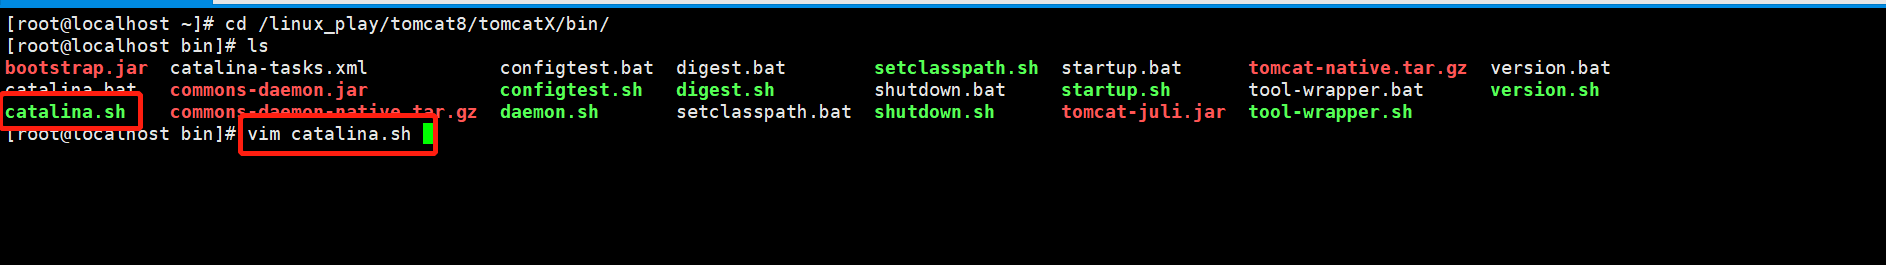 [root@localhost ~]# cd /linux_play/tomcat8/tomcatX/bin/
[root@localhost bin]# ls
bootstrap.jar catalina-tasks.xml configtest.bat digest.bat setclasspath.sh startup.bat tomcat-native.tar.gz version.bat
catalina.bat commons-daemon.jar configtest.sh digest.sh shutdown.bat startup.sh tool-wrapper.bat version.sh
catalina.sh commons-daemon-native.tar.gz daemon.sh setclasspath.bat shutdown.sh tomcat-juli.jar tool-wrapper.sh
[root@localhost bin]# vim catalina.sh